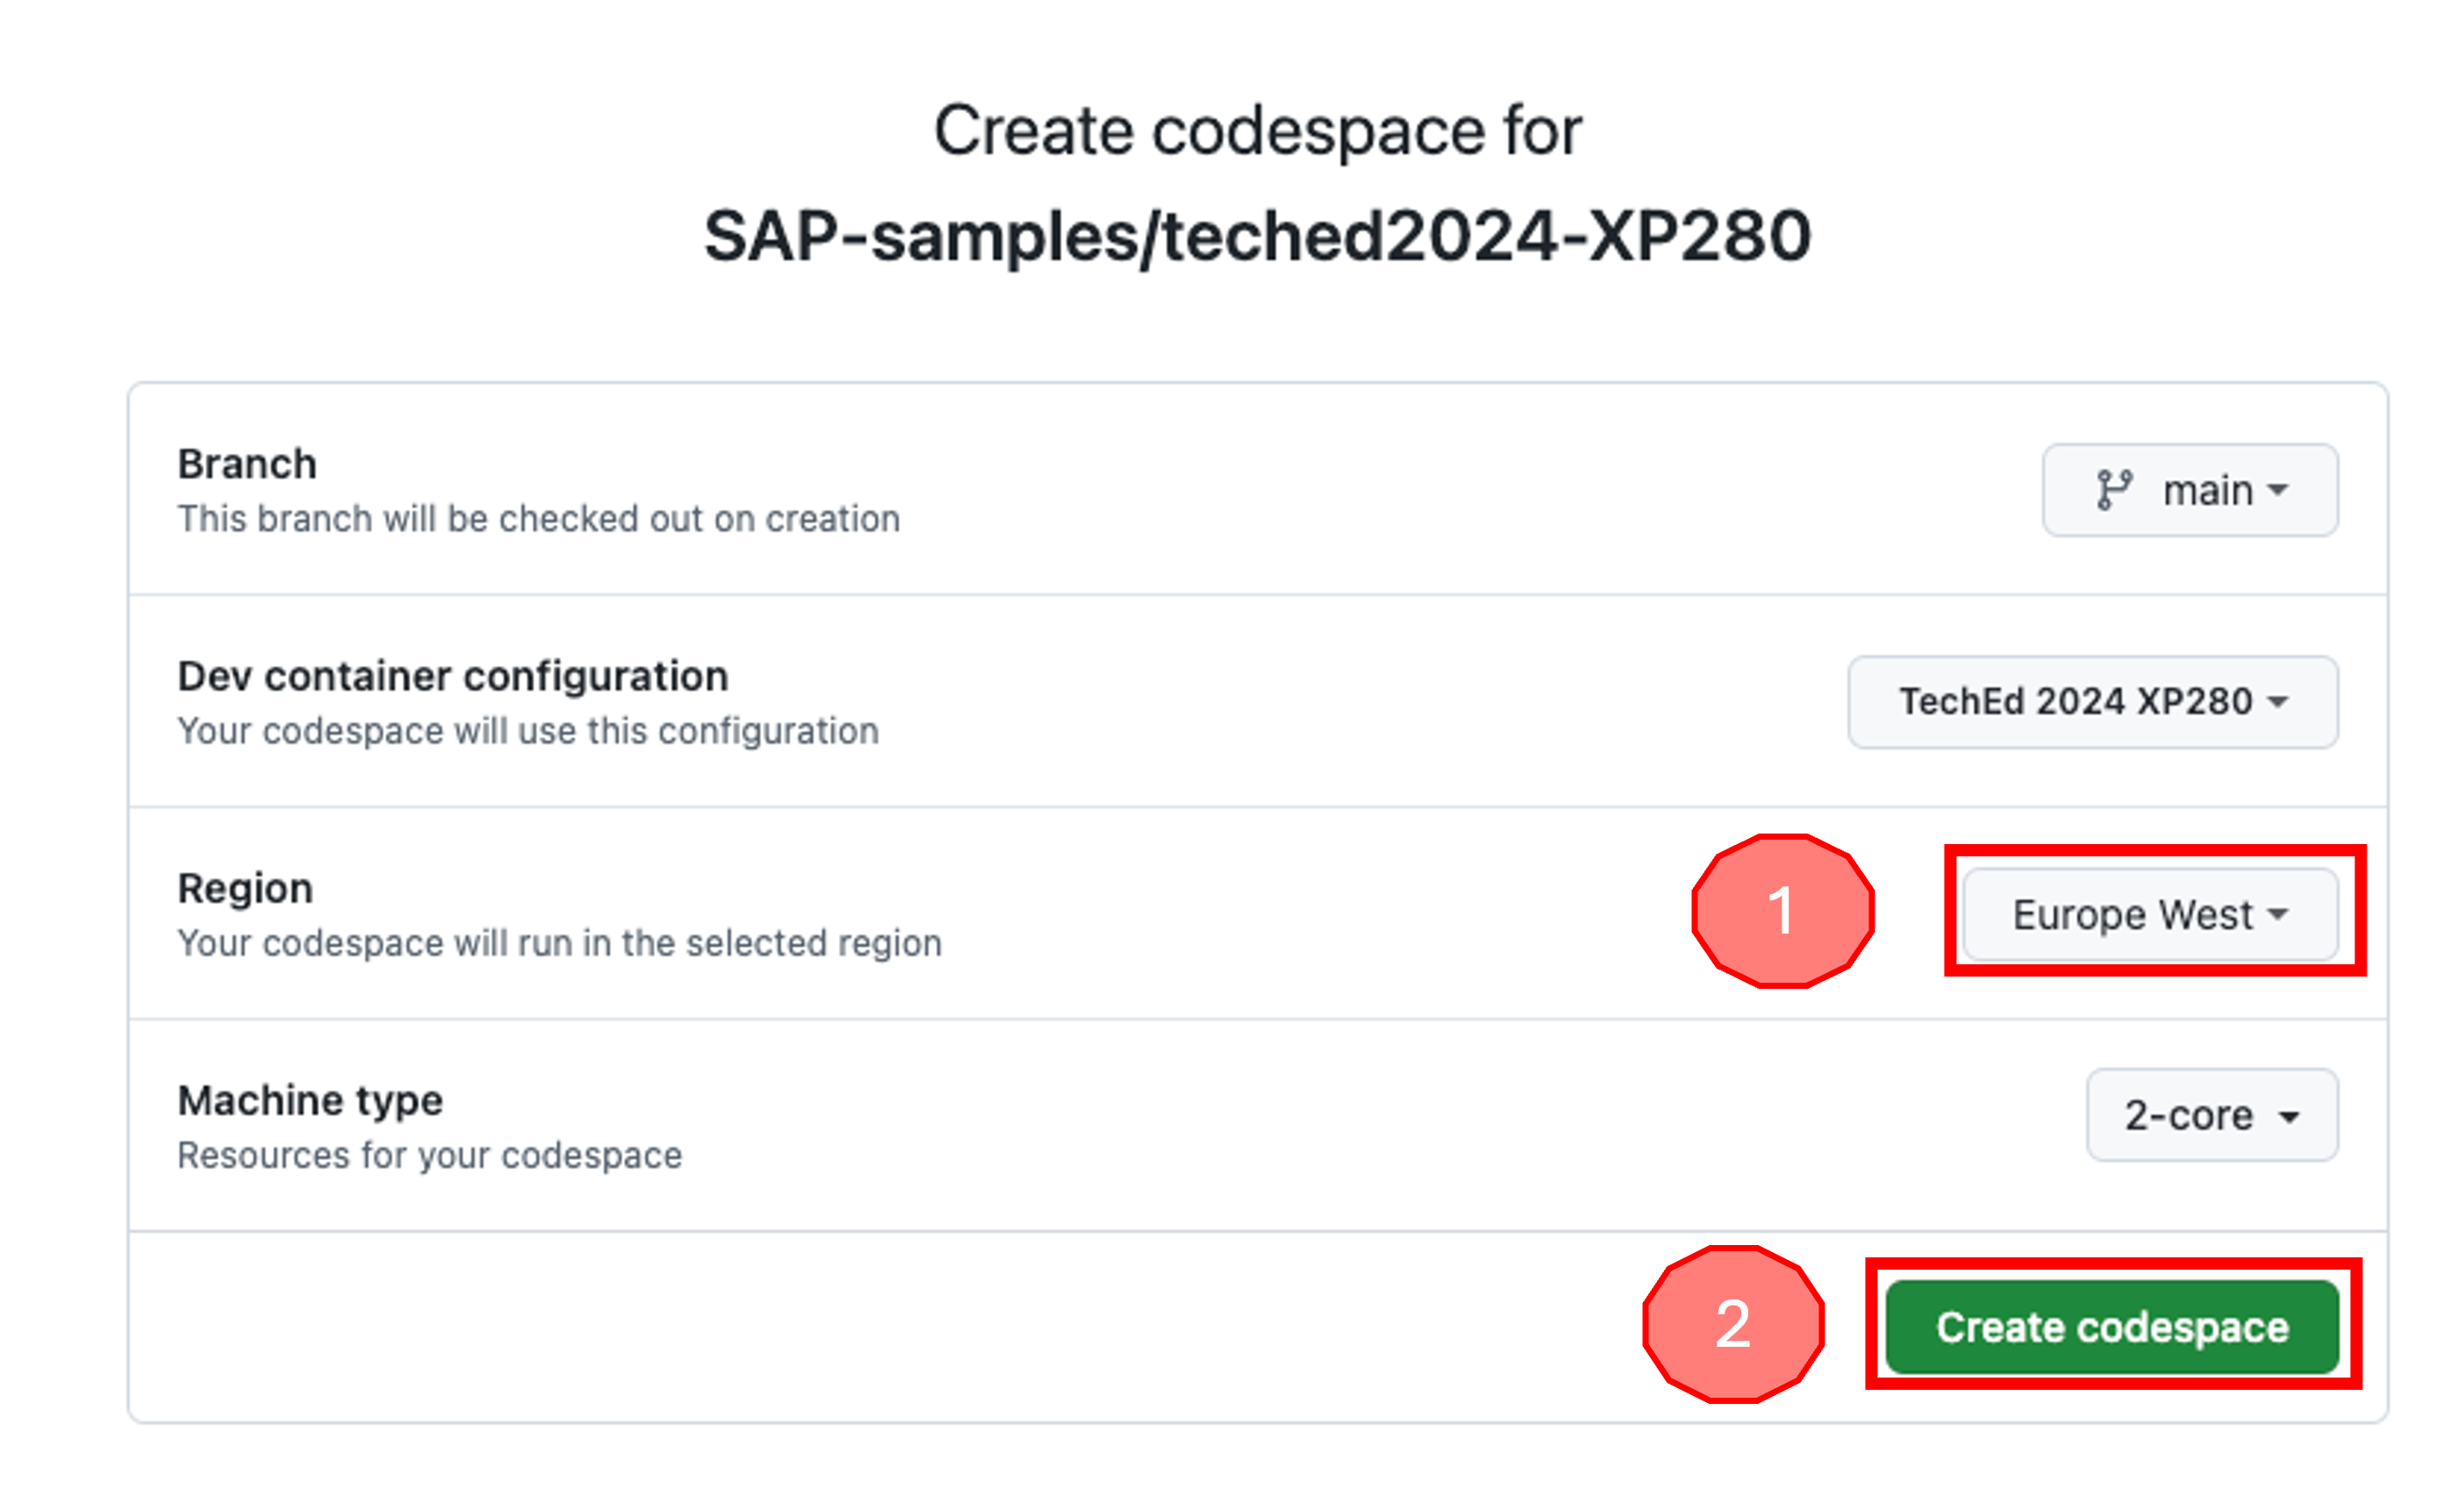 Create codespace for
SAP-samples/teched2024-XP280
Branch
This branch will be checked out on creation
main
Dev container configuration
Your codespace will use this configuration
TechEd 2024 XP280
Region
Your codespace will run in the selected region
1
Europe West
Machine type
Resources for your codespace
2-core
2
Create codespace